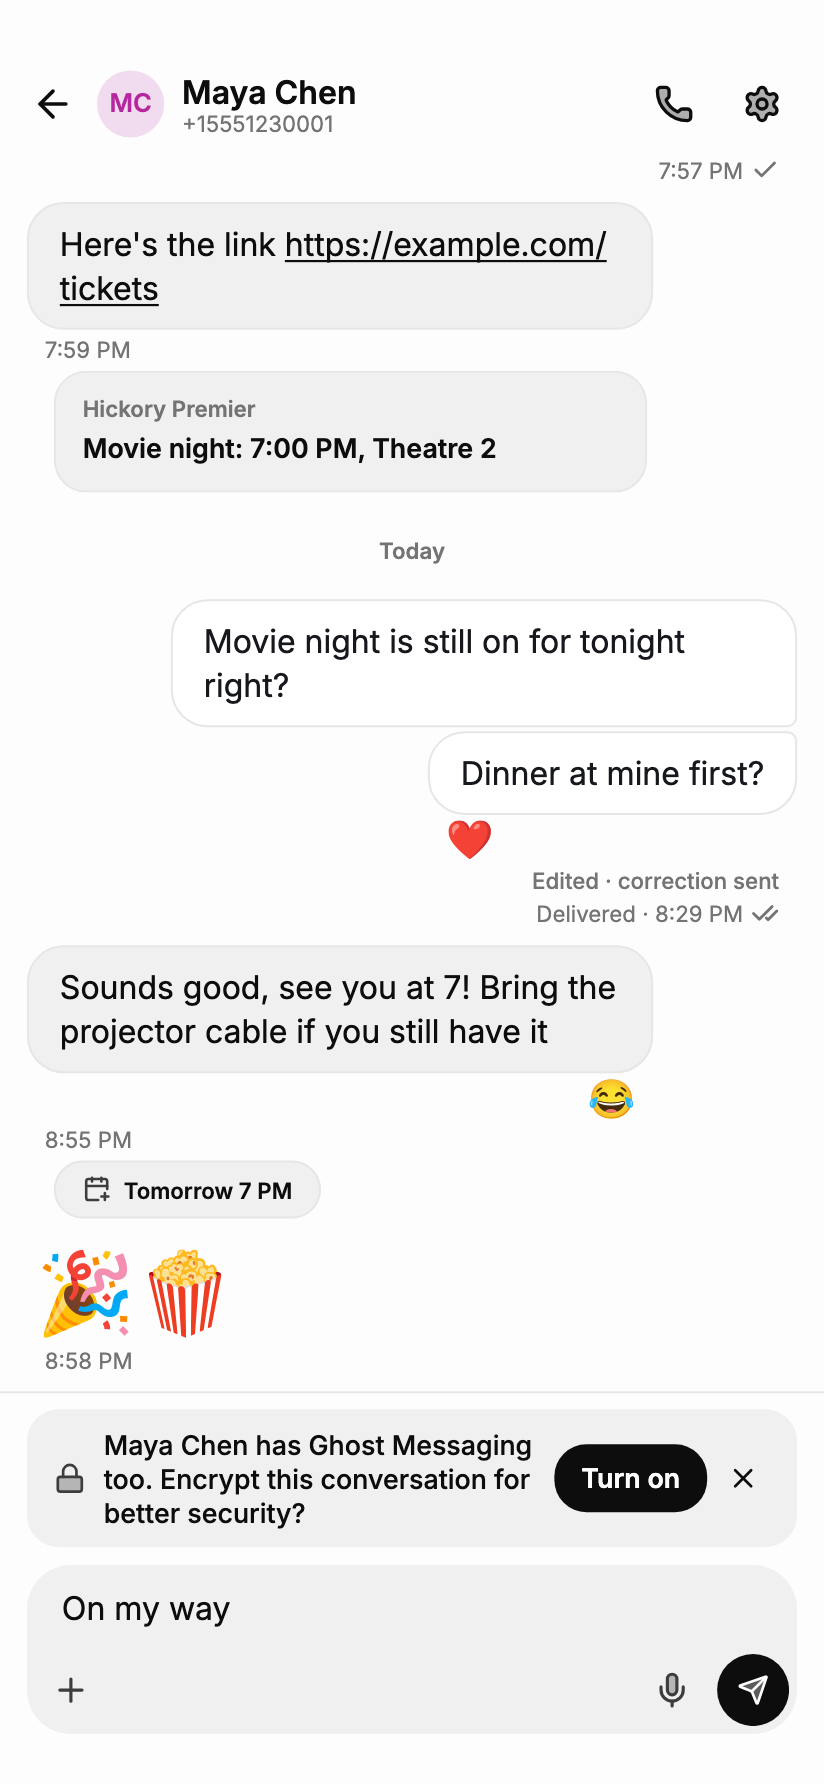 MC
Maya Chen
+15551230001
7:57 PM
Here's the link https://example.com/
tickets
7:59 PM
Hickory Premier
Movie night: 7:00 PM, Theatre 2
Today
Movie night is still on for tonight
right?
Dinner at mine first?
Edited · correction sent
Delivered · 8:29 PM
Sounds good, see you at 7! Bring the
projector cable if you still have it
8:55 PM
Tomorrow 7 PM
8:58 PM
Maya Chen has Ghost Messaging
too. Encrypt this conversation for
better security?
Turn on
On my way